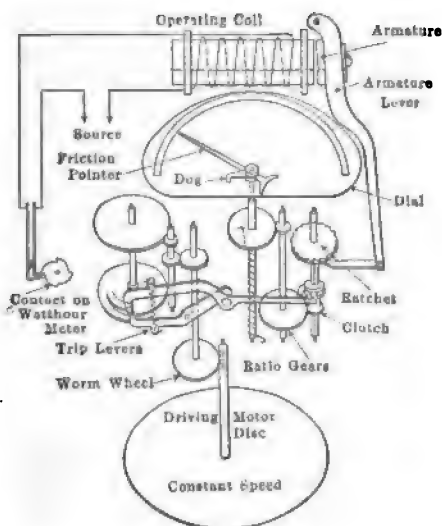 Operating Coil
Armature
Armature
Lever
Source
Friction
Pointer
Dog
Dial
Contact on
Watthour
Meter
Ratchet
Clutch
Trip Levers
Ratio Gears
Worm Wheel
Driving Motor
Disc
Constant Speed